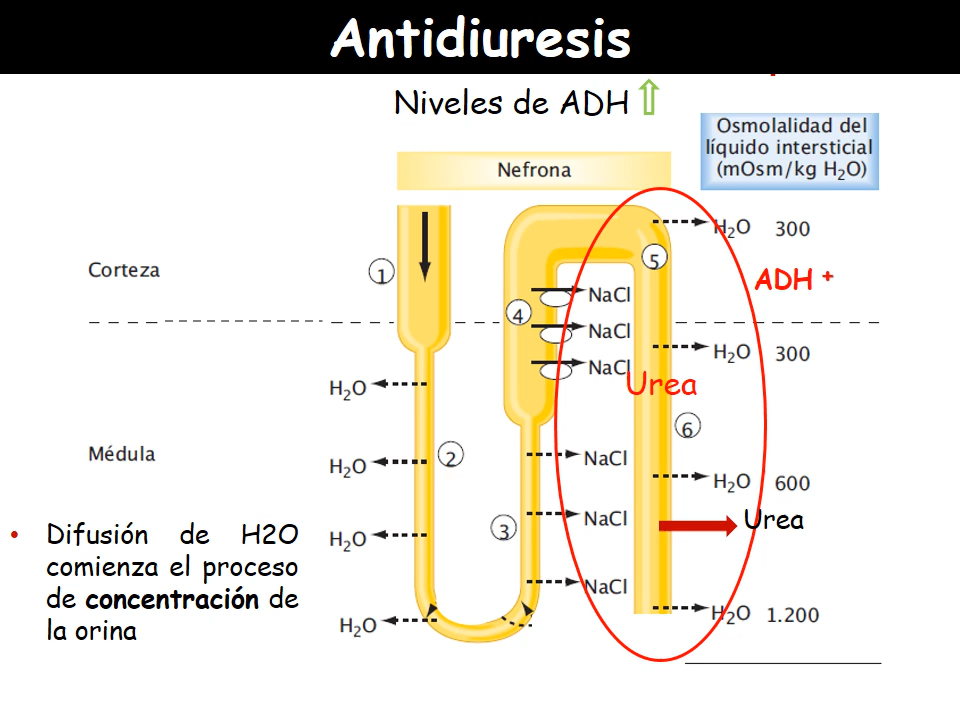 Antidiuresis
Niveles de ADH
Osmolalidad del
líquido intersticial
(mOsm/kg H2O)
Nefrona
H2O 300
Corteza
1
5
ADH +
NaCl
4
NaCl
H2O 300
NaCl
H2O
Urea
6
Médula
2
H2O
NaCl
H2O 600
Difusión de H2O
comienza el proceso
de concentración de
la orina
3
NaCl
Urea
H2O
NaCl
H2O
H2O 1.200